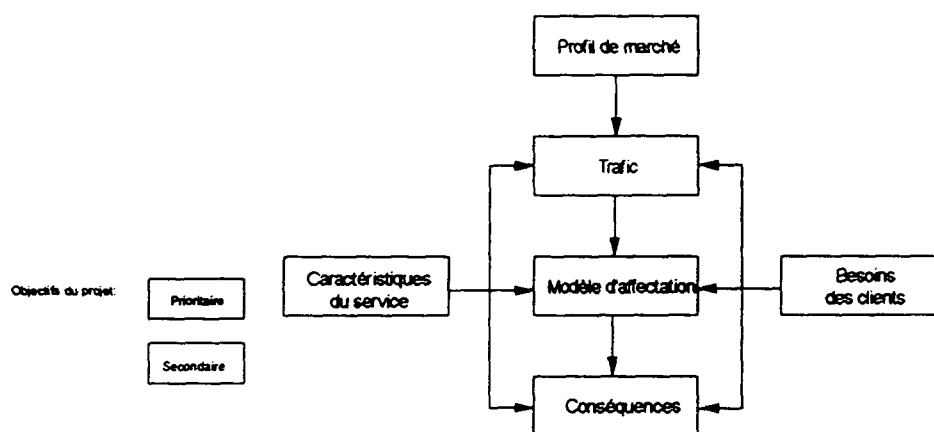 Profil de marché
Trafic
Caractéristiques
du service
Modèle d'affectation
Besoins
des clients
Objectifs du projet:
Prioritaire
Secondaire
Conséquences